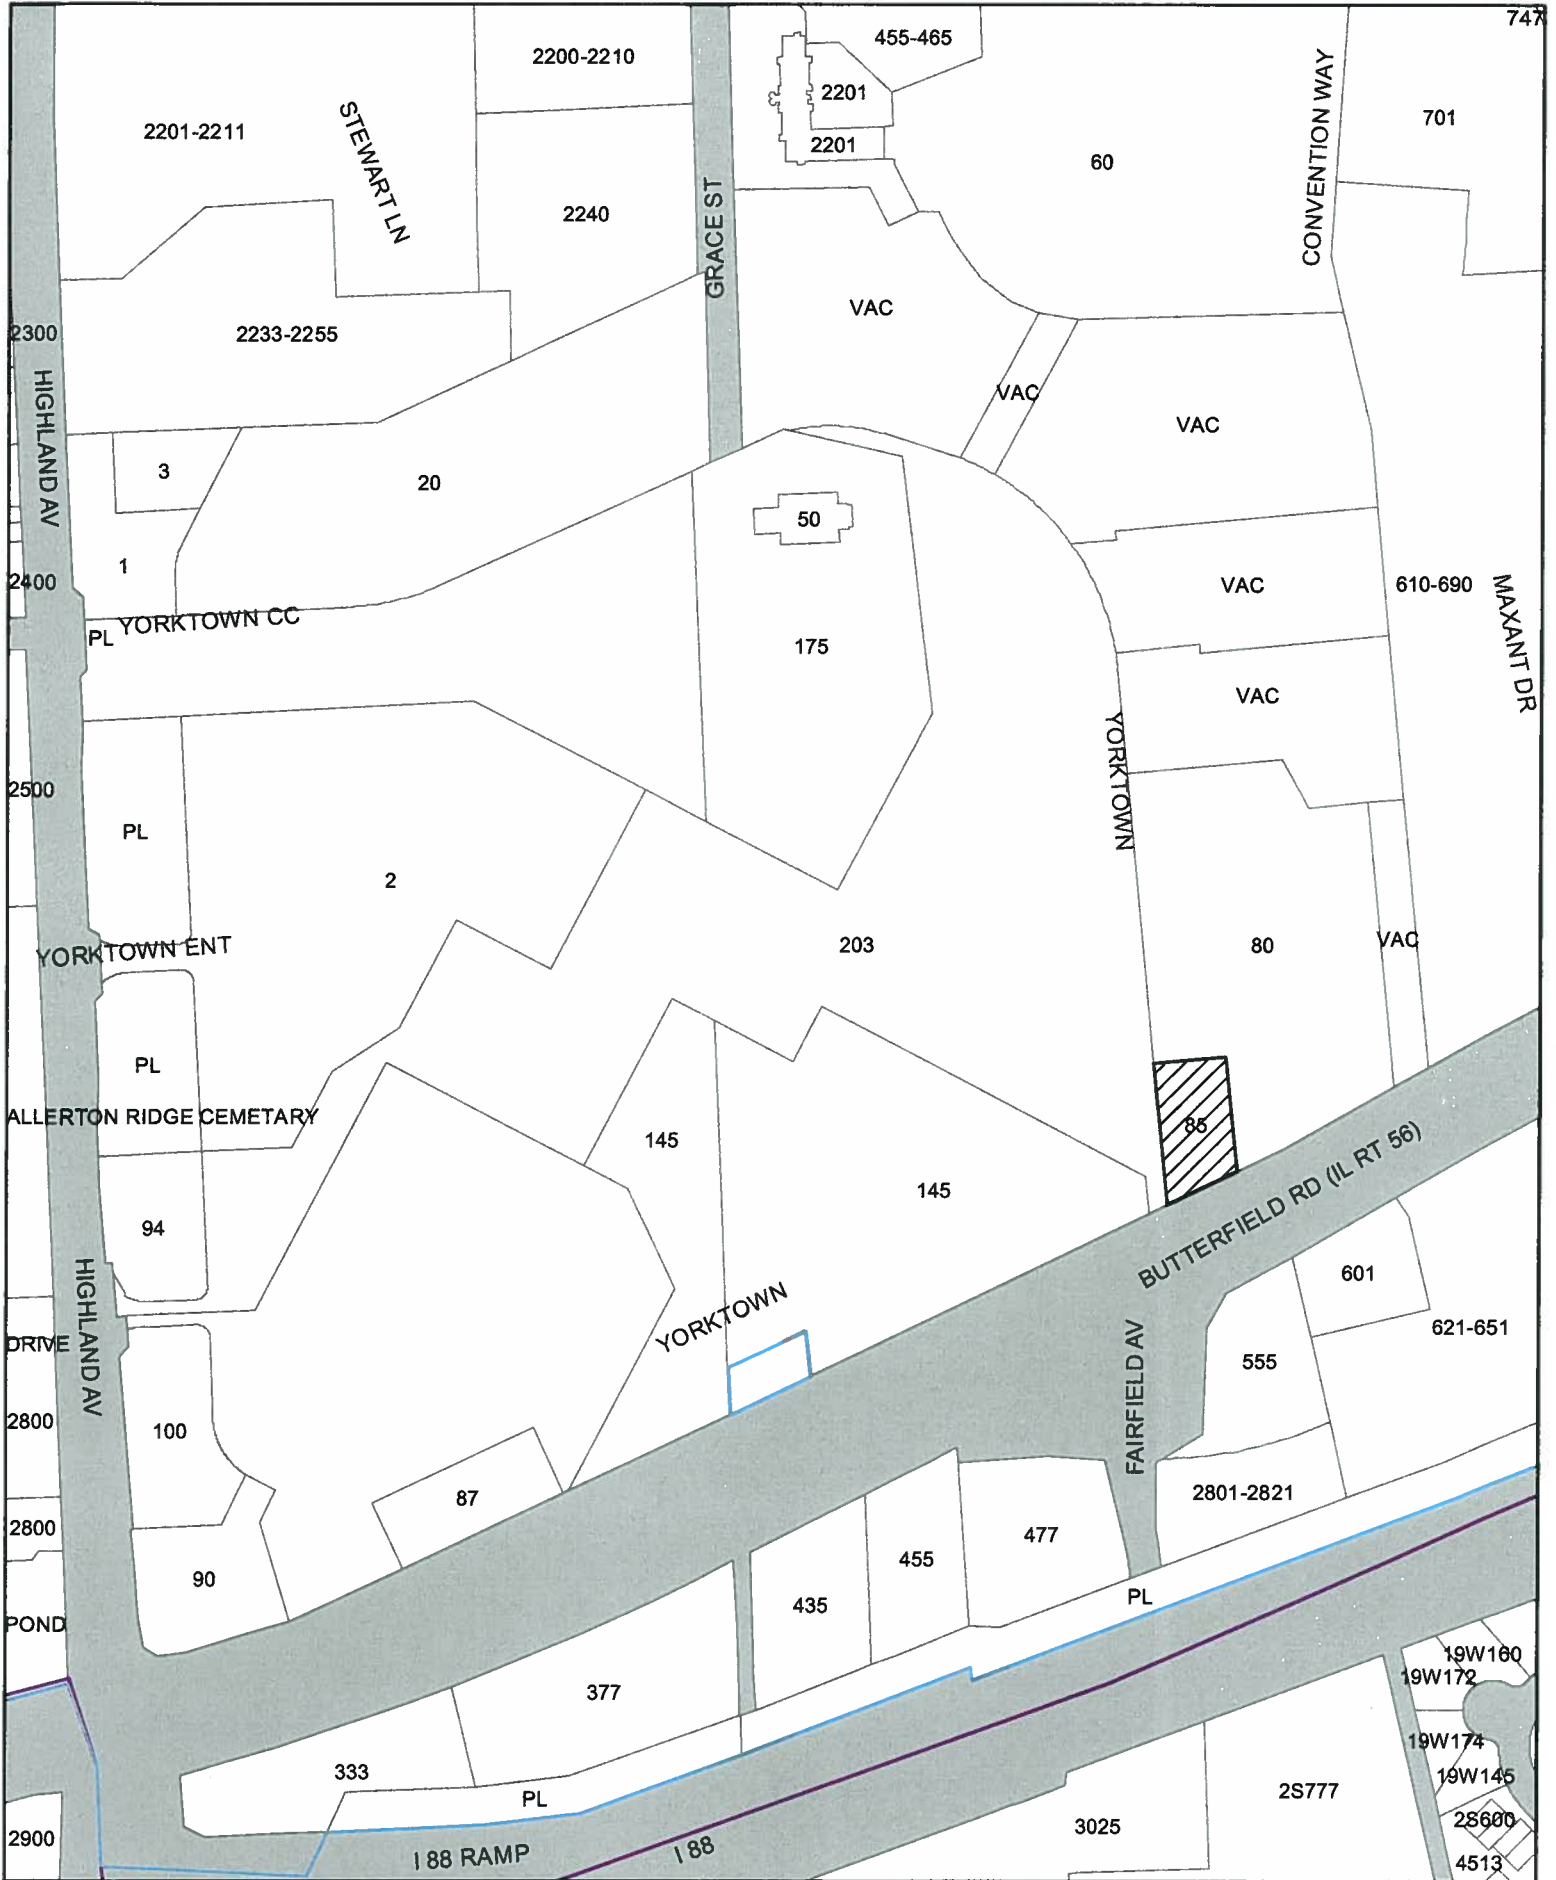 747
455-465
2200-2210
2201
701
2201-2211
STEWART LN
2201
60
CONVENTION WAY
2240
GRACE ST
VAC
2300
2233-2255
HIGHLAND AV
VAC
VAC
3
20
50
1
2400
VAC
610-690
MAXANT DR
YORKTOWN CC
PL
175
VAC
YORKTOWN
2500
PL
2
203
80
VAC
YORKTOWN ENT
PL
ALLERTON RIDGE CEMETARY
85
145
145
BUTTERFIELD RD (IL RT 56)
94
HIGHLAND AV
601
YORKTOWN
621-651
DRIVE
FAIRFIELD AV
555
2800
100
87
2801-2821
2800
477
455
90
435
PL
POND
19W160
19W172
377
19W174
333
19W145
PL
2S777
2S600
3025
2900
I 88 RAMP
I 88
4513